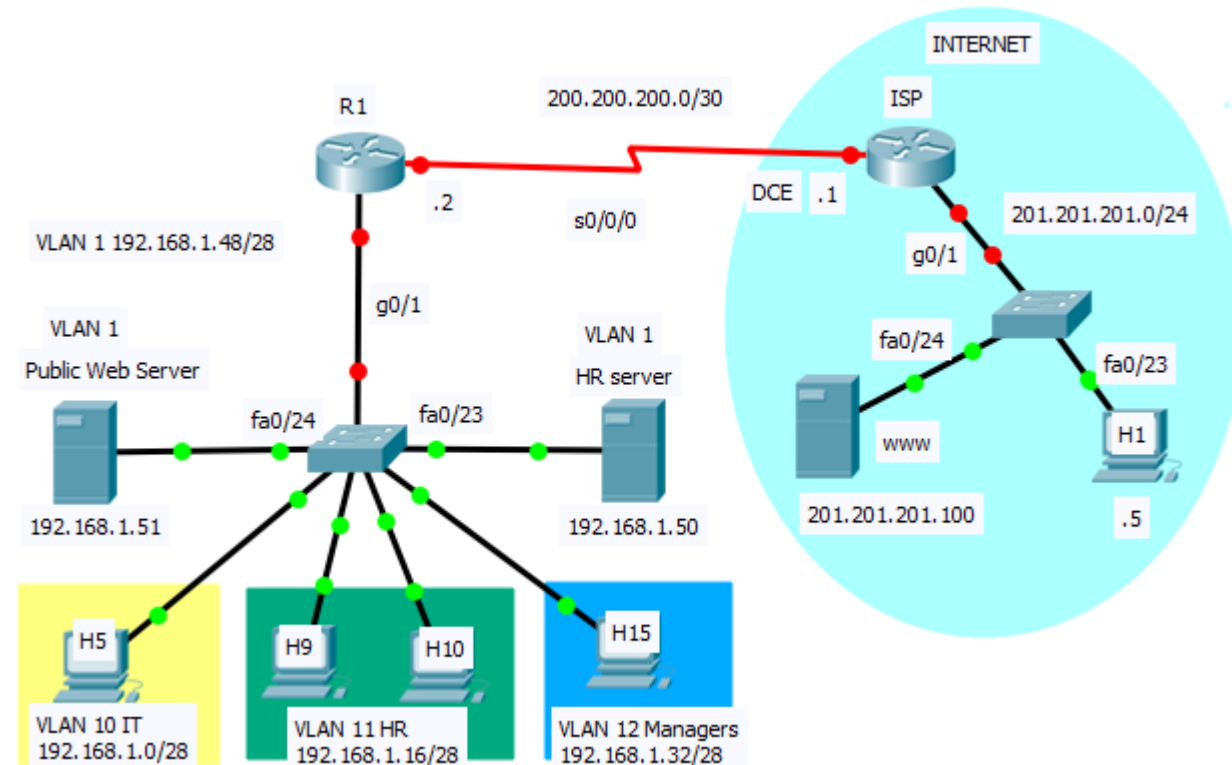 INTERNET
200.200.200.0/30
ISP
R1
DCE
.1
.2
s0/0/0
201.201.201.0/24
VLAN 1 192.168.1.48/28
g0/1
g0/1
VLAN 1
Public Web Server
VLAN 1
HR server
fa0/24
fa0/23
fa0/24
fa0/23
www
H1
192.168.1.51
192.168.1.50
201.201.201.100
.5
H5
H9
H10
H15
VLAN 10 IT
192.168.1.0/28
VLAN 11 HR
192.168.1.16/28
VLAN 12 Managers
192.168.1.32/28